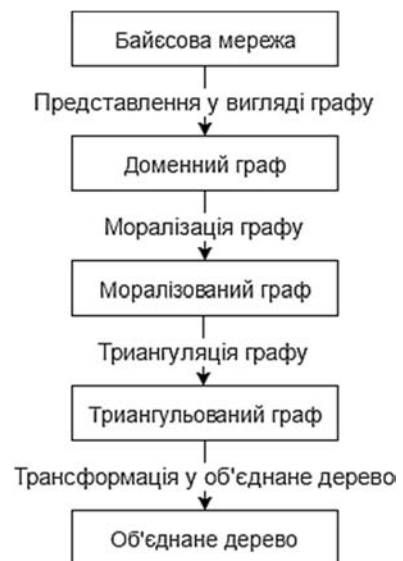 Байєсова мережа
Представлення у вигляді графу
Доменний граф
Моралізація графу
Моралізований граф
Триангуляція графу
Триангульований граф
Трансформація у об'єднане дерево
Об'єднане дерево